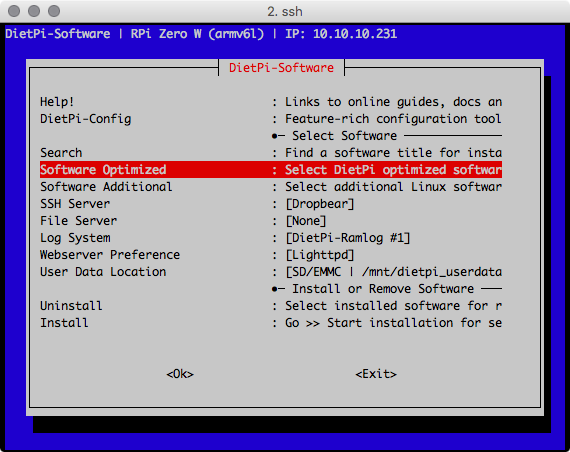 2. ssh
DietPi-Software | RPi Zero W (armv6l) | IP: 10.10.10.231
DietPi-Software
Help! : Links to online guides, docs an
DietPi-Config : Feature-rich configuration tool
●─ Select Software
Search : Find a software title for insta
Software Optimized : Select DietPi optimized softwar
Software Additional : Select additional Linux softwar
SSH Server : [Dropbear]
File Server : [None]
Log System : [DietPi-Ramlog #1]
Webserver Preference : [Lighttpd]
User Data Location : [SD/EMMC | /mnt/dietpi_userdata
●─ Install or Remove Software
Uninstall : Select installed software for r
Install : Go >> Start installation for se
<Ok> <Exit>